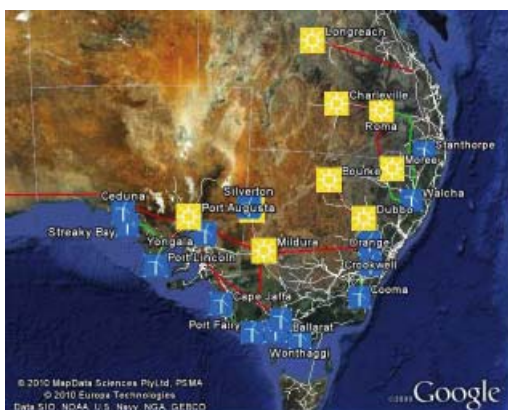 Longreach
Charleville
Roma
Stanthorpe
Moree
Bourke
Walcha
Silverton
Ceduna
Port Augusta
Dubbo
Streaky Bay
Yongala
Mildura
Orange
Port Lincoln
Crookwell
Cooma
Cape Jaffa
Port Fairy
Ballarat
Wonthaggi
© 2010 MapData Sciences PtyLtd, PSMA
© 2010 Europa Technologies
Data SIO, NOAA, U.S. Navy, NGA, GEBCO
©2009 Google